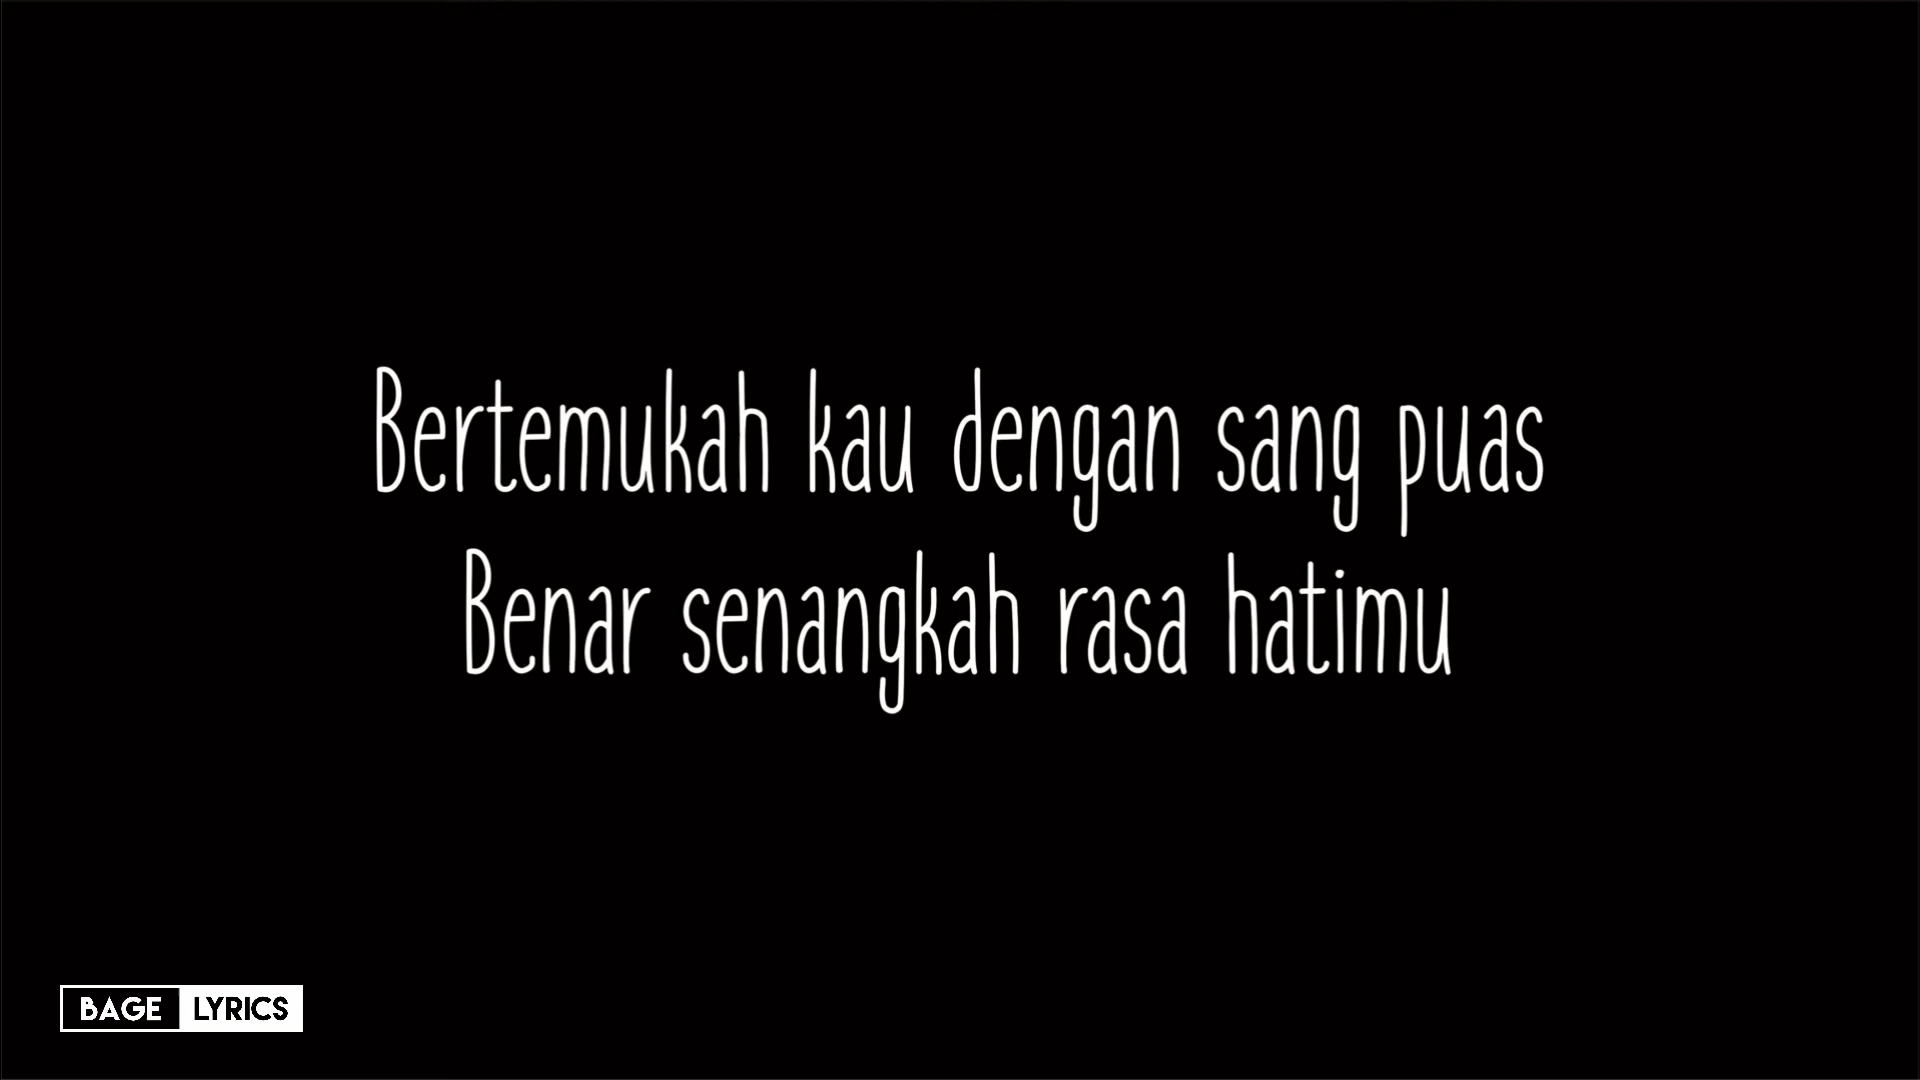 Bertemukah kau dengan sang puas
Benar senangkah rasa hatimu
BAGE LYRICS